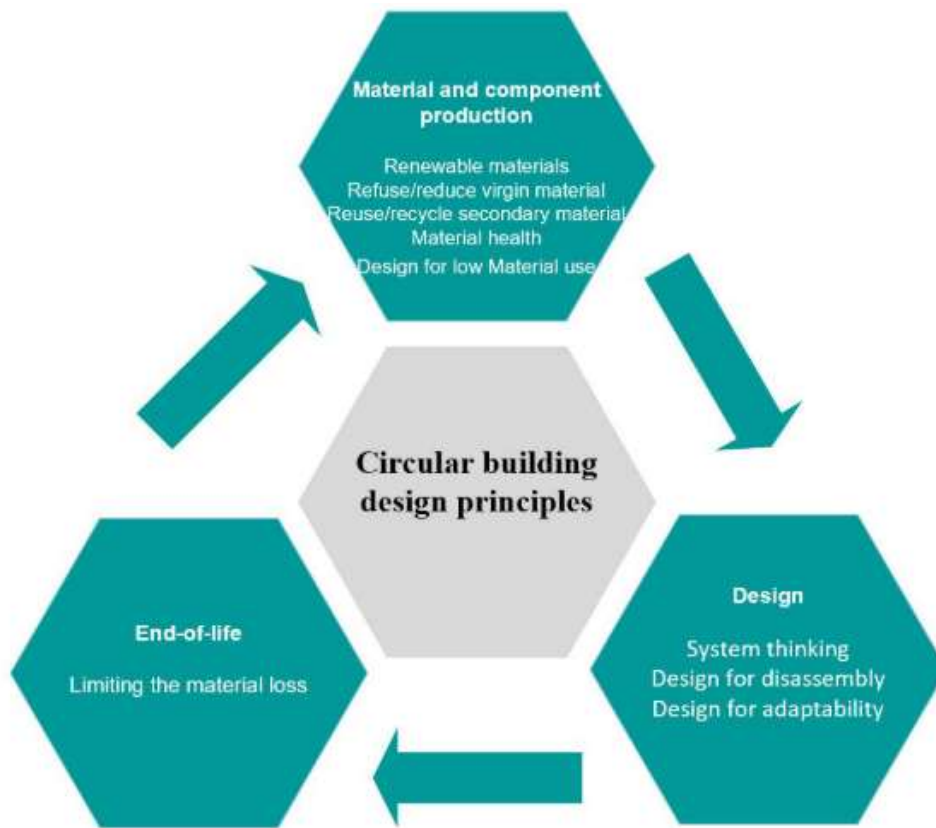 Material and component
production
Renewable materials
Refuse/reduce virgin material
Reuse/recycle secondary material
Material health
Design for low Material use
Circular building
design principles
End-of-life
Limiting the material loss
Design
System thinking
Design for disassembly
Design for adaptability